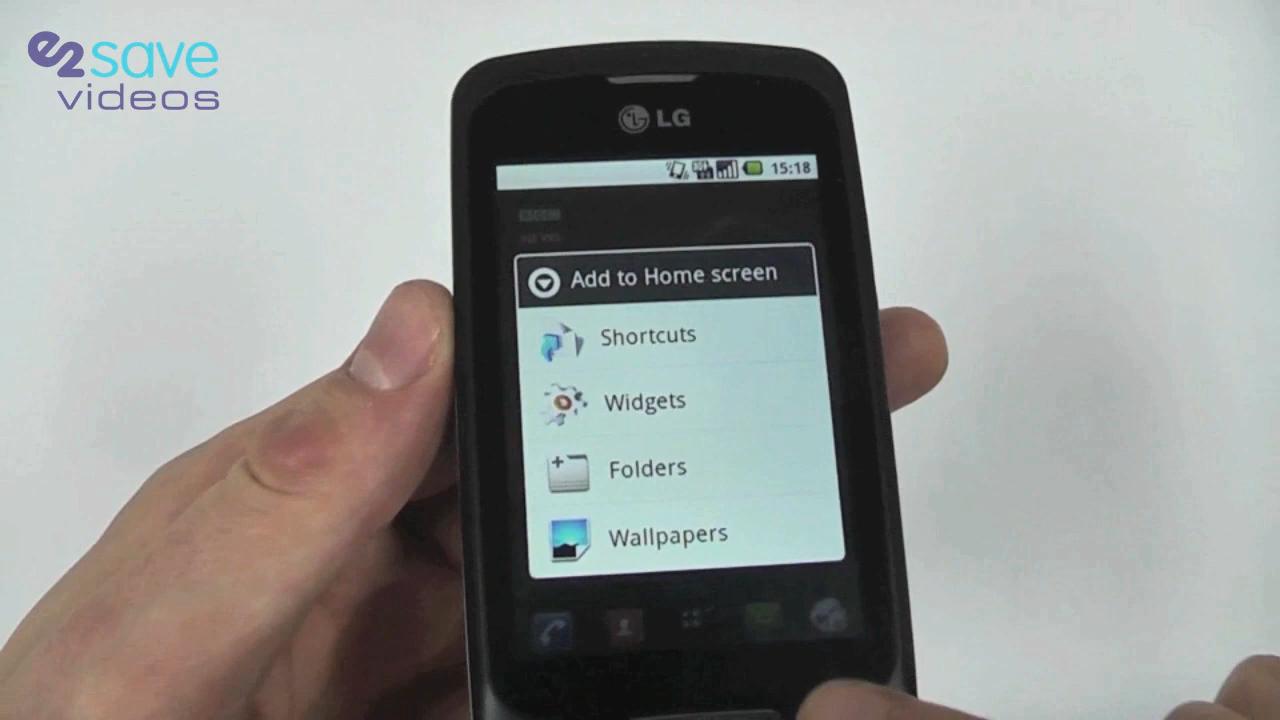 e2save
videos
LG
15:18
Add to Home screen
Shortcuts
Widgets
Folders
Wallpapers